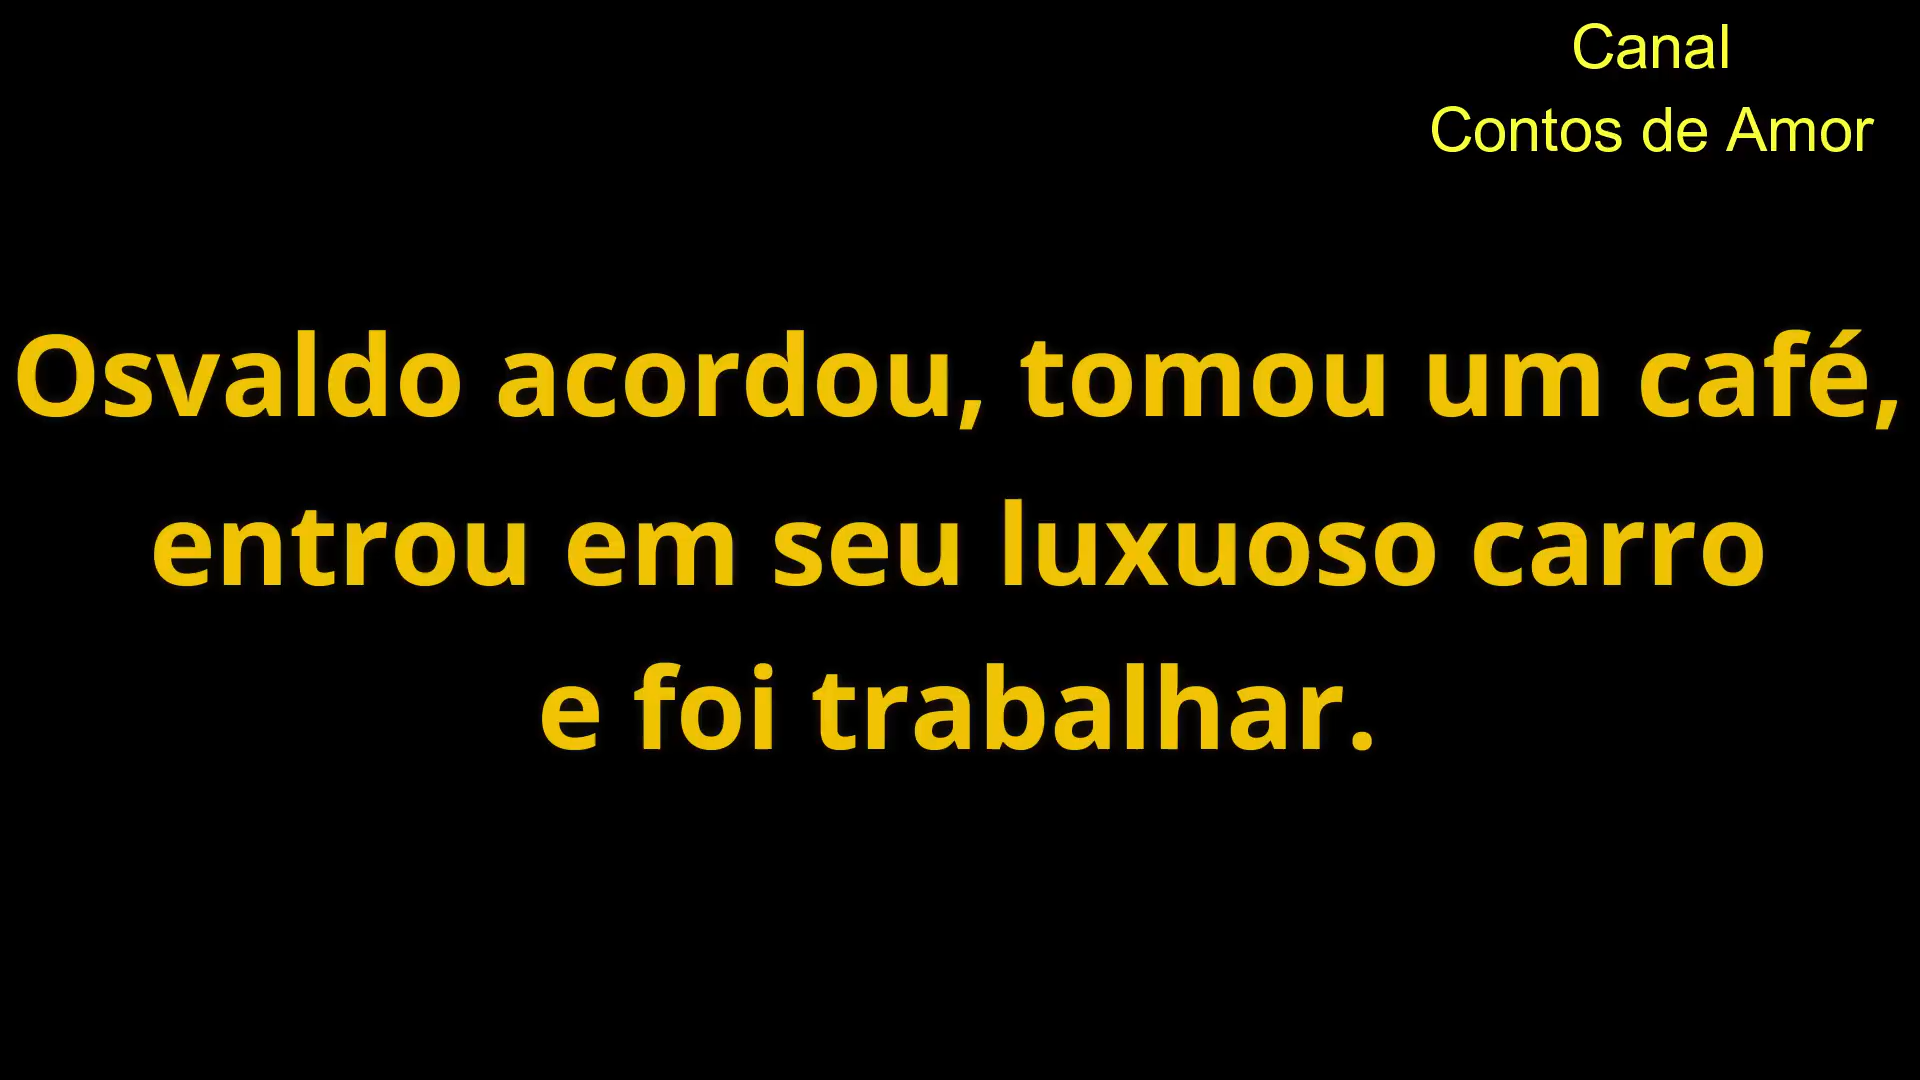 Canal
Contos de Amor
Osvaldo acordou, tomou um café,
entrou em seu luxuoso carro
e foi trabalhar.